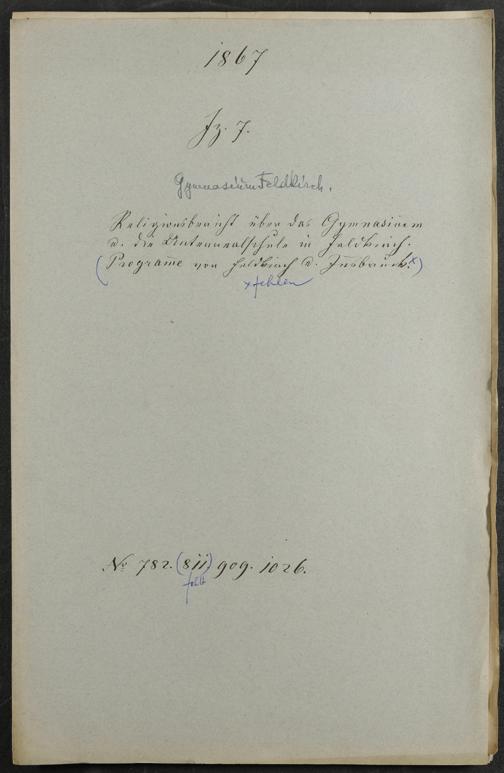 1867
Fz. 7.
Gymnasium Feldkirch.
Religionsbericht über das Gymnasium
u. die Unterrealschule in Feldkirch.
(Programme von Feldkirch u. Innsbruck.x)
x fehlen
No 782. (811) 909. 1026.
fehlt